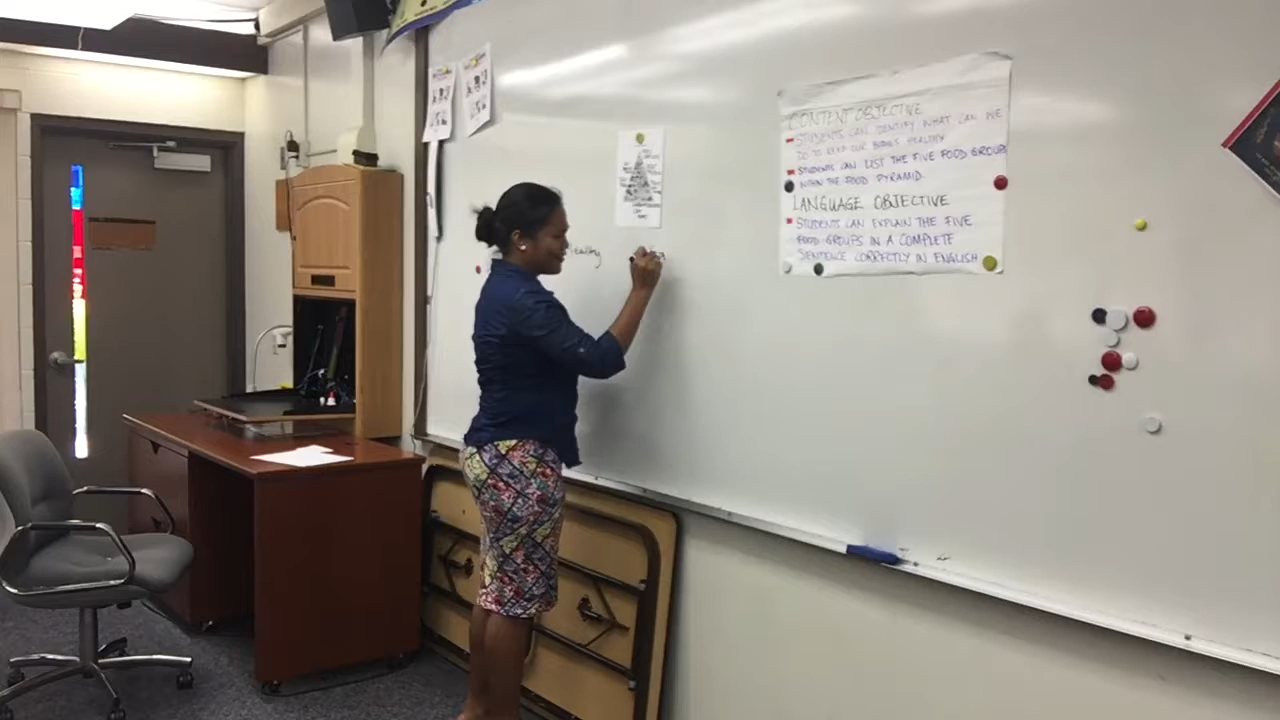 CONTENT OBJECTIVE
STUDENTS CAN IDENTIFY WHAT CAN WE
DO TO KEEP OUR BODIES HEALTHY
STUDENTS CAN LIST THE FIVE FOOD GROUPS
WITHIN THE FOOD PYRAMID.
LANGUAGE OBJECTIVE
STUDENTS CAN EXPLAIN THE FIVE
FOOD GROUPS IN A COMPLETE
SENTENCE CORRECTLY IN ENGLISH